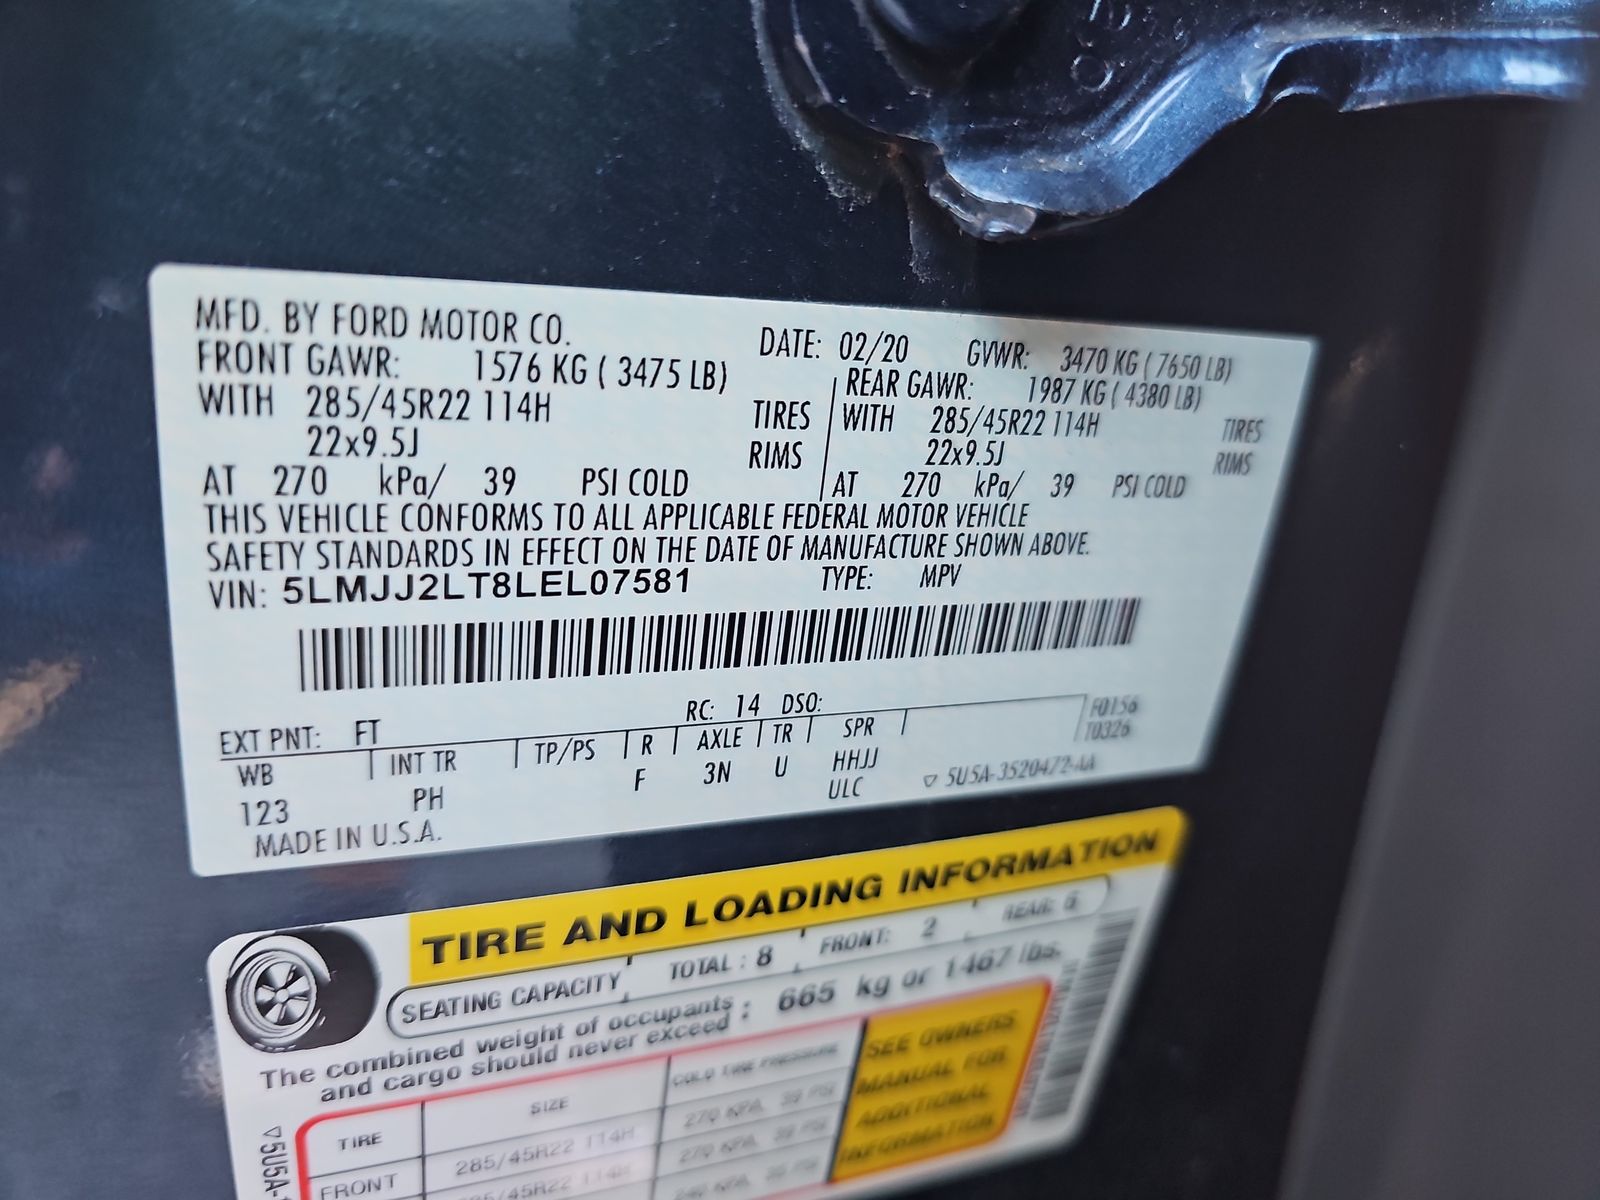 MFD. BY FORD MOTOR CO.
DATE: 02/20 GVWR: 3470 KG ( 7650 LB)
FRONT GAWR: 1576 KG ( 3475 LB) REAR GAWR: 1987 KG ( 4380 LB)
WITH 285/45R22 114H TIRES WITH 285/45R22 114H TIRES
22x9.5J RIMS 22x9.5J RIMS
AT 270 kPa/ 39 PSI COLD AT 270 kPa/ 39 PSI COLD
THIS VEHICLE CONFORMS TO ALL APPLICABLE FEDERAL MOTOR VEHICLE
SAFETY STANDARDS IN EFFECT ON THE DATE OF MANUFACTURE SHOWN ABOVE.
VIN: 5LMJJ2LT8LEL07581 TYPE: MPV
EXT PNT: FT RC: 14 DSO: F0156
WB INT TR TP/PS R AXLE TR SPR T0326
123 PH F 3N U HHJJ
ULC ▽ 5U5A-3520472-AA
MADE IN U.S.A.
TIRE AND LOADING INFORMATION
SEATING CAPACITY TOTAL : 8 FRONT: 2 REAR: 6
The combined weight of occupants and cargo should never exceed : 665 kg or 1467 lbs.
TIRE SIZE COLD TIRE PRESSURE
FRONT 285/45R22 114H 270 KPA, 39 PSI
SEE OWNERS
MANUAL FOR
ADDITIONAL
INFORMATION
▽5U5A-